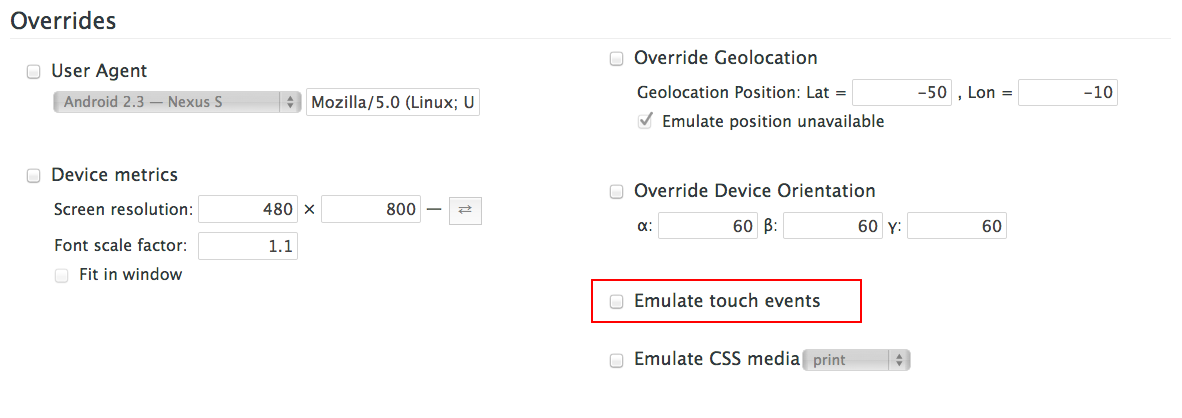 Overrides
User Agent
Android 2.3 — Nexus S Mozilla/5.0 (Linux; U
Device metrics
Screen resolution: 480 × 800 — ⇄
Font scale factor: 1.1
Fit in window
Override Geolocation
Geolocation Position: Lat = -50 , Lon = -10
Emulate position unavailable
Override Device Orientation
α: 60 β: 60 γ: 60
Emulate touch events
Emulate CSS media print